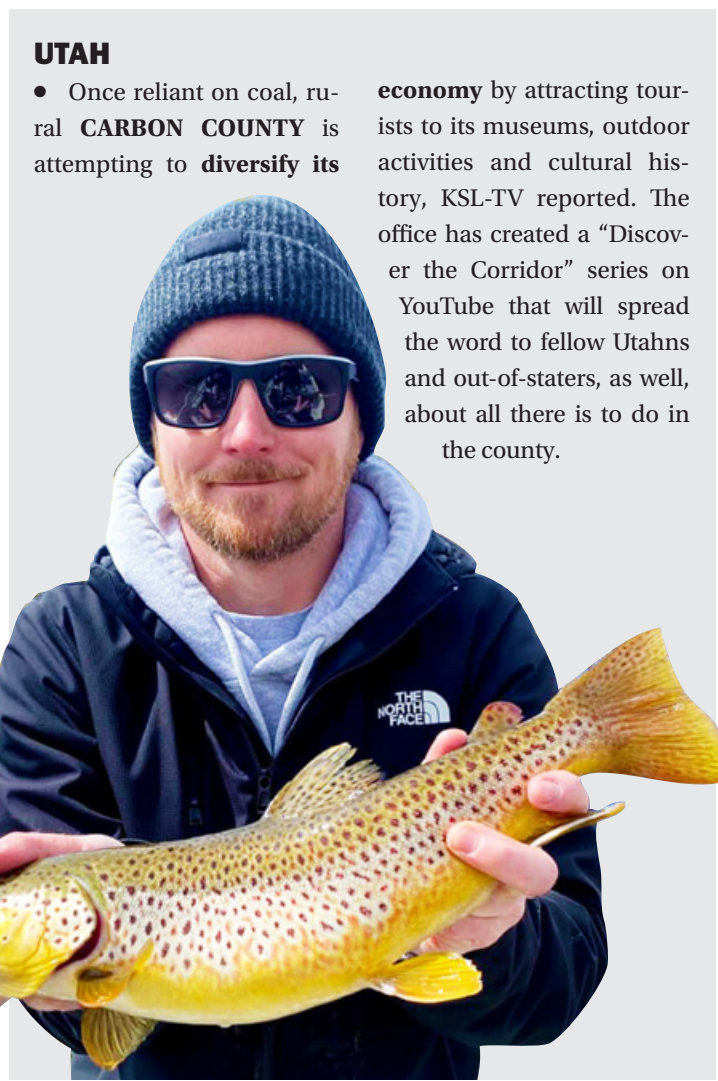 UTAH
• Once reliant on coal, ru-
ral CARBON COUNTY is
attempting to diversify its
economy by attracting tour-
ists to its museums, outdoor
activities and cultural his-
tory, KSL-TV reported. The
office has created a “Discov-
er the Corridor” series on
YouTube that will spread
the word to fellow Utahns
and out-of-staters, as well,
about all there is to do in
the county.
THE
NORTH
FACE